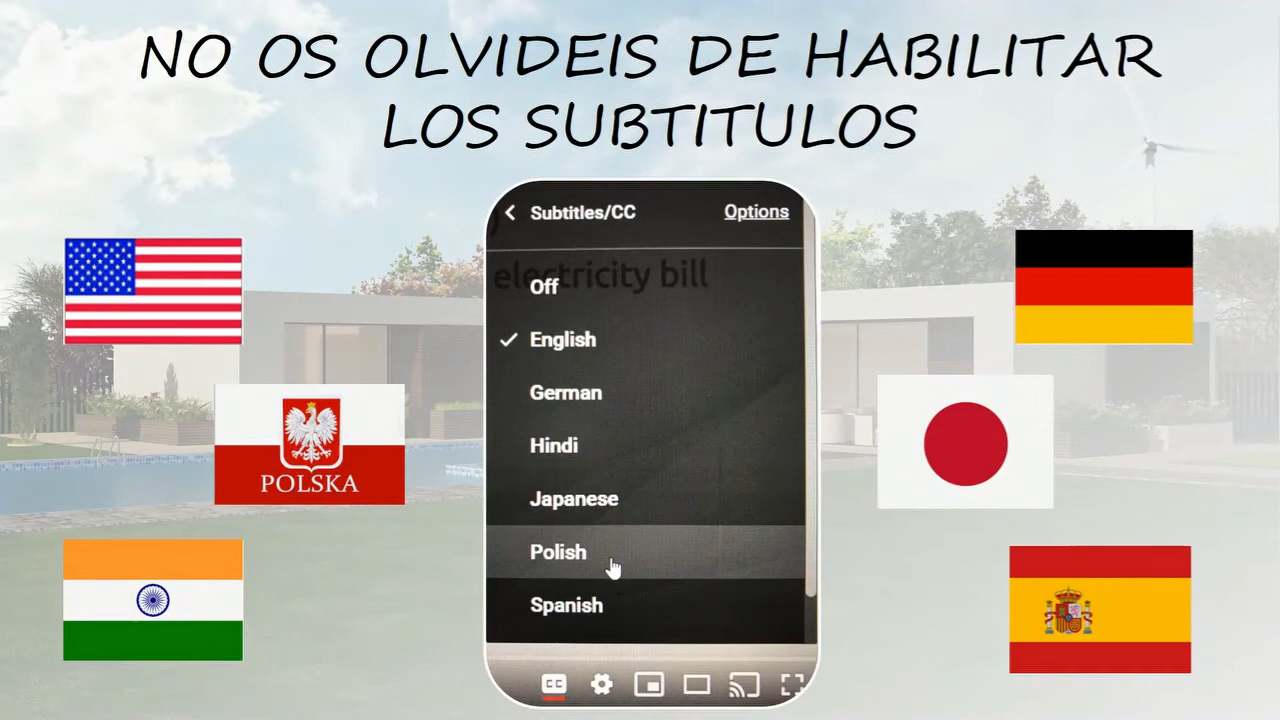 NO OS OLVIDEIS DE HABILITAR
LOS SUBTITULOS
Subtitles/CC
Options
electricity bill
Off
English
German
Hindi
Japanese
Polish
Spanish
POLSKA
CC